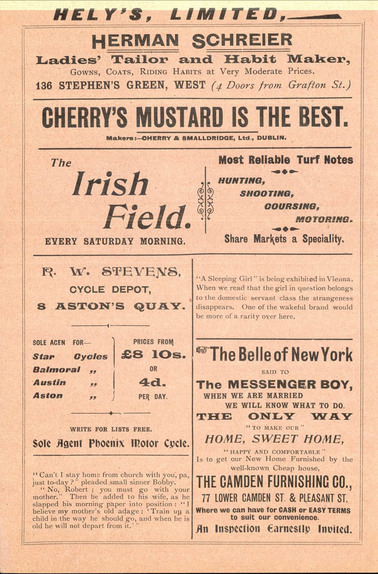 HELY'S, LIMITED,
HERMAN SCHREIER
Ladies' Tailor and Habit Maker,
GOWNS, COATS, RIDING HABITS at Very Moderate Prices.
136 STEPHEN'S GREEN, WEST (4 Doors from Grafton St.)
CHERRY'S MUSTARD IS THE BEST.
Makers:—CHERRY & SMALLDRIDGE, Ltd., DUBLIN.
The
Irish
Field.
EVERY SATURDAY MORNING.
Most Reliable Turf Notes
HUNTING,
SHOOTING,
COURSING,
MOTORING.
Share Markets a Speciality.
R. W. STEVENS,
CYCLE DEPOT,
8 ASTON'S QUAY.
SOLE AGEN FOR—
Star Cycles
Balmoral „
Austin „
Aston „
PRICES FROM
£8 10s.
OR
4d.
PER DAY.
WRITE FOR LISTS FREE.
Sole Agent Phoenix Motor Cycle.
"Can't I stay home from church with you, pa,
just to-day?" pleaded small sinner Bobby.
"No, Robert; you must go with your
mother." Then he added to his wife, as he
slapped his morning paper into position: "I
believe my mother's old adage: 'Train up a
child in the way he should go, and when he is
old he will not depart from it.'"
"A Sleeping Girl" is being exhibited in Vienna.
When we read that the girl in question belongs
to the domestic servant class the strangeness
disappears. One of the wakeful brand would
be more of a rarity over here.
The Belle of New York
SAID TO
The MESSENGER BOY,
WHEN WE ARE MARRIED
WE WILL KNOW WHAT TO DO.
THE ONLY WAY
"TO MAKE OUR"
HOME, SWEET HOME,
"HAPPY AND COMFORTABLE"
Is to get our New Home Furnished by the
well-known Cheap house,
THE CAMDEN FURNISHING CO.,
77 LOWER CAMDEN ST. & PLEASANT ST.
Where we can have for CASH or EASY TERMS
to suit our convenience.
An Inspection Earnestly Invited.